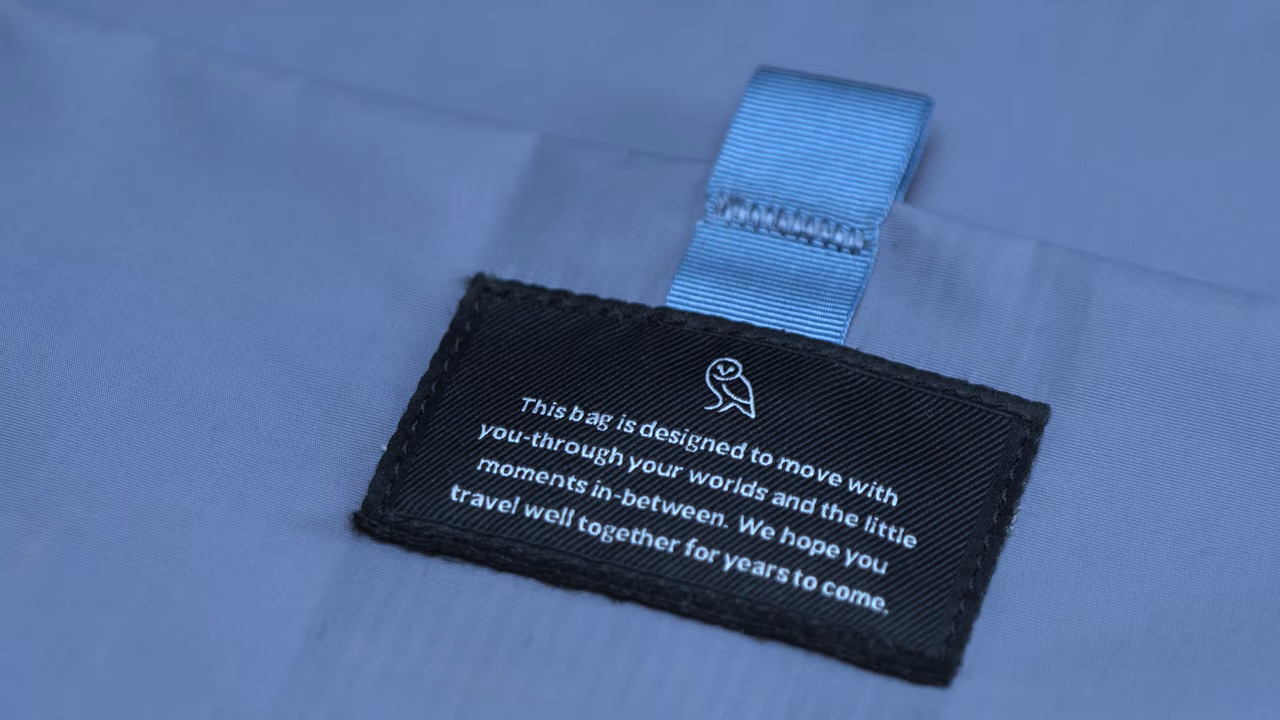 This bag is designed to move with
you-through your worlds and the little
moments in-between. We hope you
travel well together for years to come.